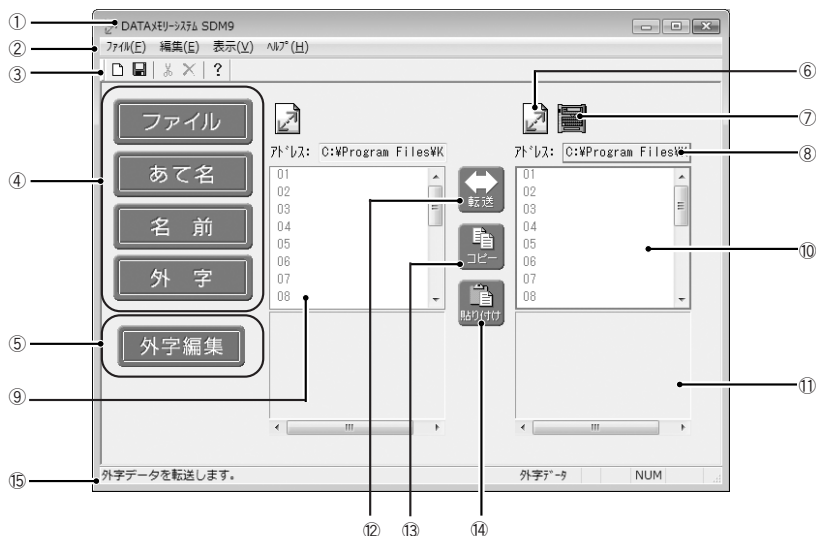 ①
DATAﾒﾓﾘｰｼｽﾃﾑ SDM9
②
ﾌｧｲﾙ(F) 編集(E) 表示(V) ﾍﾙﾌﾟ(H)
③
?
⑥
⑦
④
ファイル
あて名
名 前
外 字
ｱﾄﾞﾚｽ: C:¥Program Files¥K
01
02
03
04
05
06
07
08
転送
コピー
貼り付け
ｱﾄﾞﾚｽ: C:¥Program Files¥
⑧
01
02
03
04
05
06
07
08
⑩
⑤
外字編集
⑨
⑪
⑮
外字データを転送します。
外字ﾃﾞｰﾀ
NUM
⑫
⑬
⑭